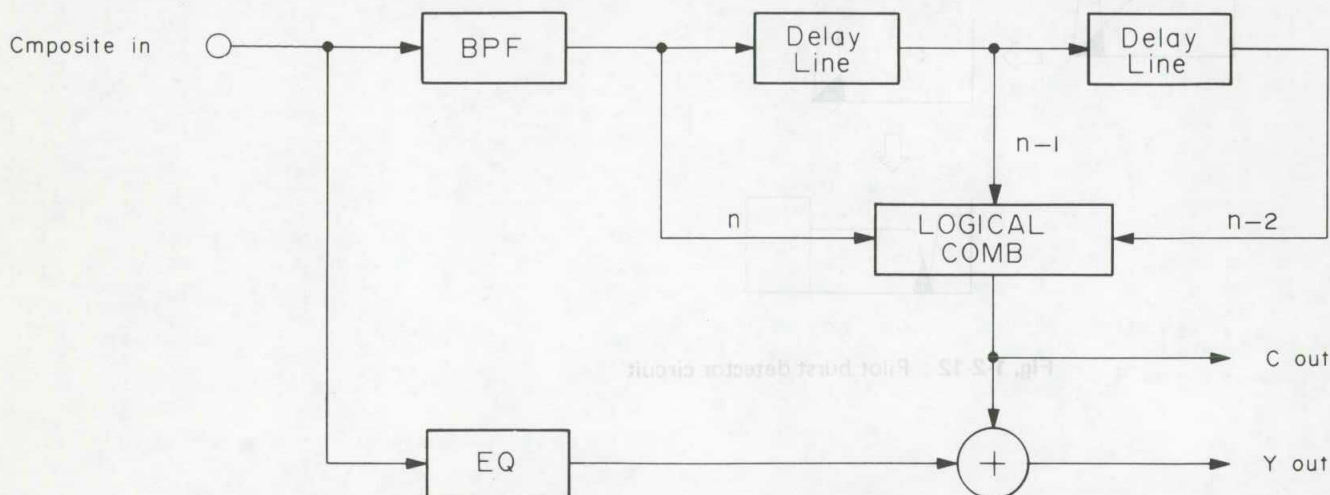 Cmposite in
BPF
Delay
Line
Delay
Line
n-1
n
LOGICAL
COMB
n-2
C out
Fig. 1-2-12 : Pilot burst detector circuit
EQ
+
Y out